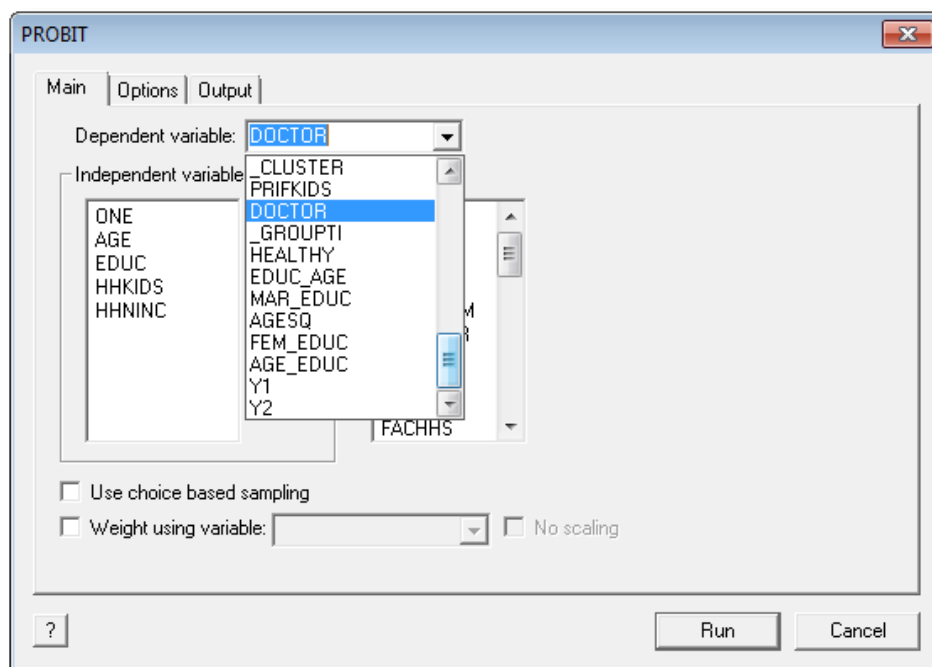 PROBIT
Main Options Output
Dependent variable: DOCTOR
Independent variable
ONE
AGE
EDUC
HHKIDS
HHNINC
_CLUSTER
PRIFKIDS
DOCTOR
_GROUPTI
HEALTHY
EDUC_AGE
MAR_EDUC
AGESQ
FEM_EDUC
AGE_EDUC
Y1
Y2
FACHHS
Use choice based sampling
Weight using variable: No scaling
? Run Cancel